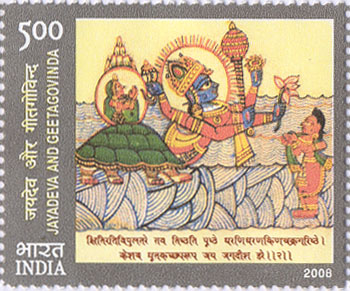 5.00
जयदेव और गीतगोविन्द
JAYADEVA AND GEETAGOVINDA
भारत
INDIA
क्षितिरतिविपुलतरे तव तिष्ठति पृष्ठे धरणिधरणकिणचक्रगरिष्ठे।
केशव धृतकच्छपरूप जय जगदीश हरे।।२।।
2008